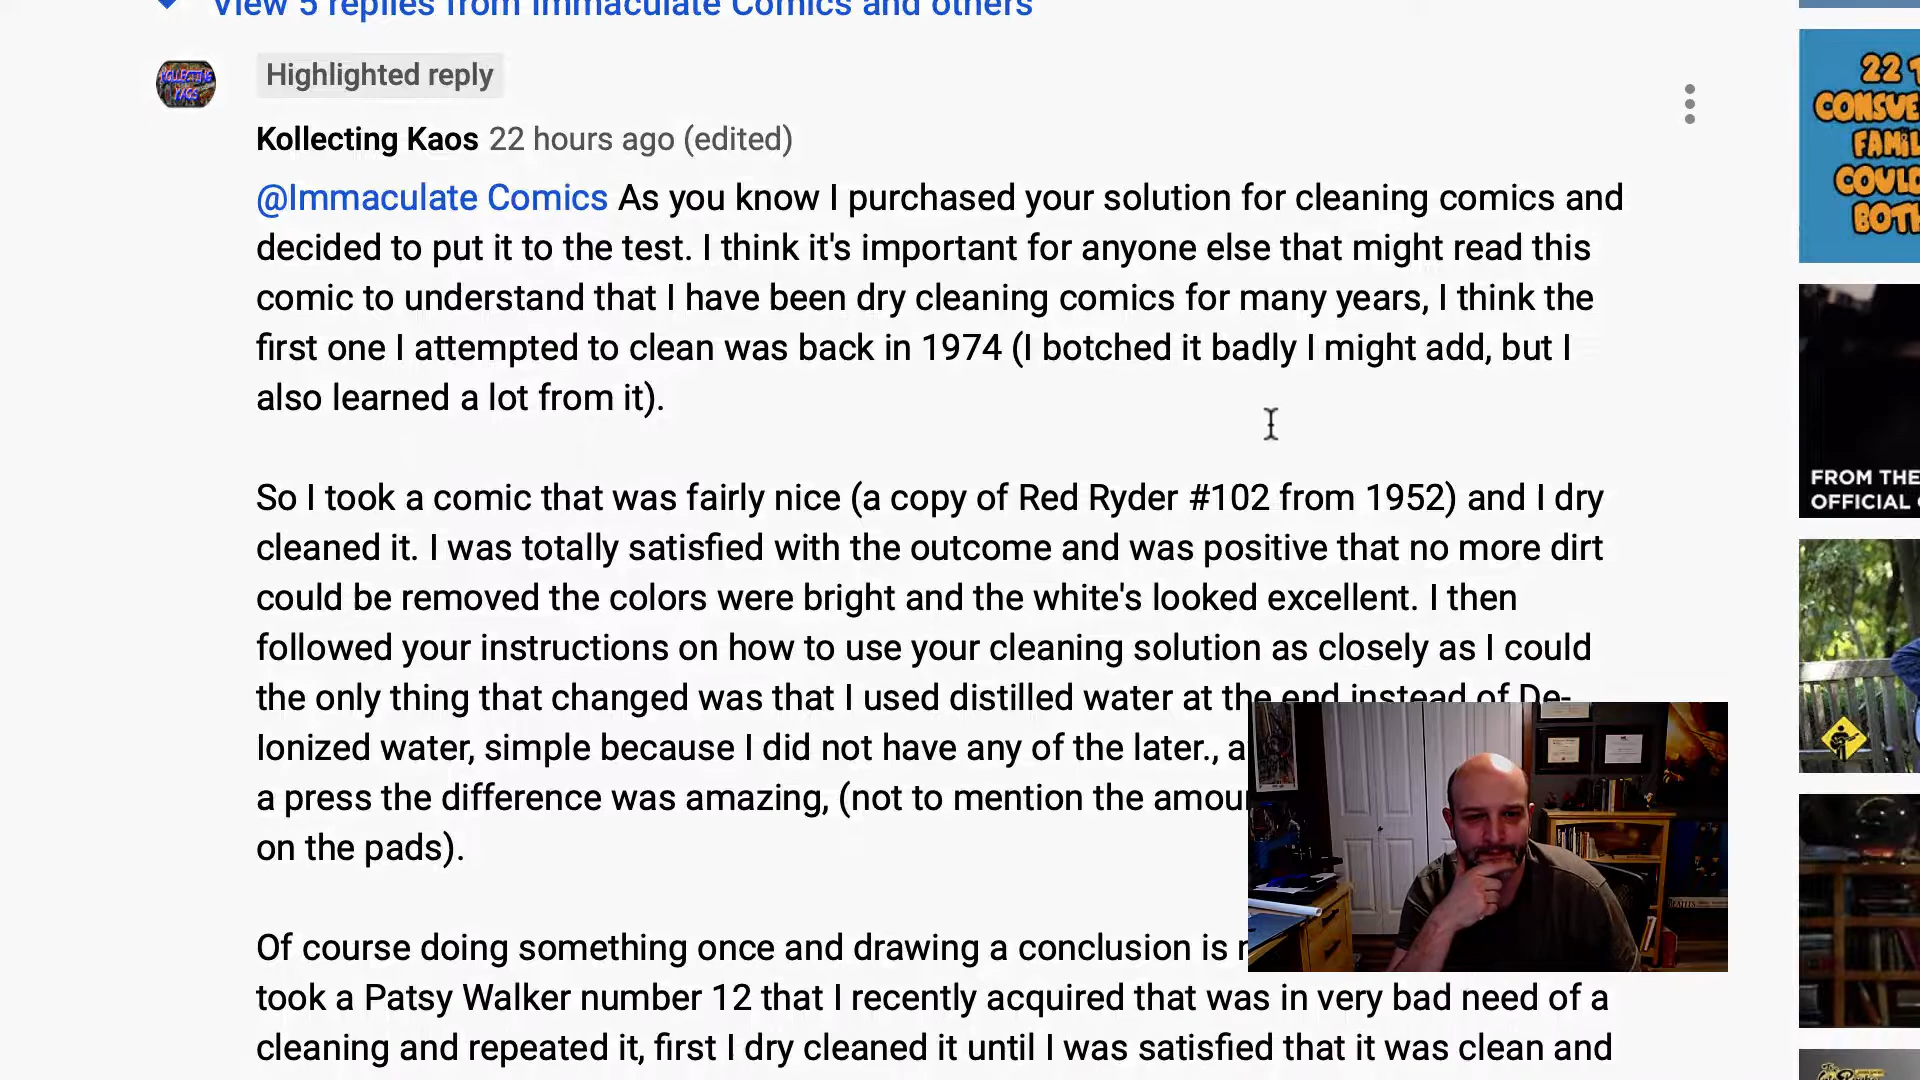 View 5 replies from Immaculate Comics and others
Highlighted reply
Kollecting Kaos 22 hours ago (edited)
@Immaculate Comics As you know I purchased your solution for cleaning comics and
decided to put it to the test. I think it's important for anyone else that might read this
comic to understand that I have been dry cleaning comics for many years, I think the
first one I attempted to clean was back in 1974 (I botched it badly I might add, but I
also learned a lot from it).
So I took a comic that was fairly nice (a copy of Red Ryder #102 from 1952) and I dry
cleaned it. I was totally satisfied with the outcome and was positive that no more dirt
could be removed the colors were bright and the white's looked excellent. I then
followed your instructions on how to use your cleaning solution as closely as I could
the only thing that changed was that I used distilled water at the end instead of De-
Ionized water, simple because I did not have any of the later.,
a press the difference was amazing, (not to mention the
on the pads).
Of course doing something once and drawing a conclusion is
took a Patsy Walker number 12 that I recently acquired that was in very bad need of a
cleaning and repeated it, first I dry cleaned it until I was satisfied that it was clean and
22
FROM THE
OFFICIAL